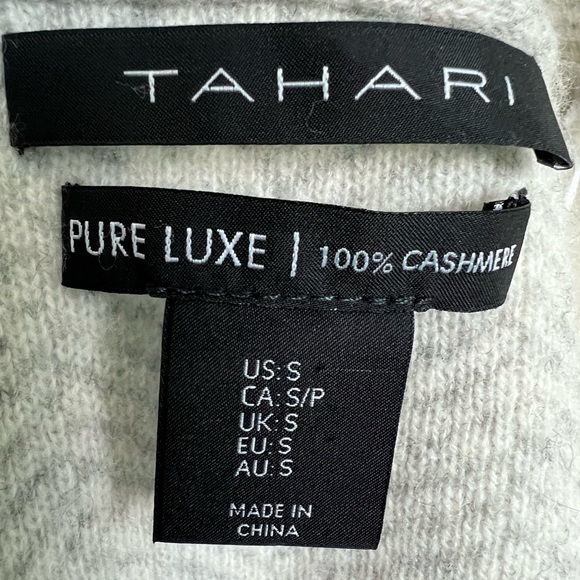 TAHARI
PURE LUXE | 100% CASHMERE
US: S
CA: S/P
UK: S
EU: S
AU: S
MADE IN
CHINA